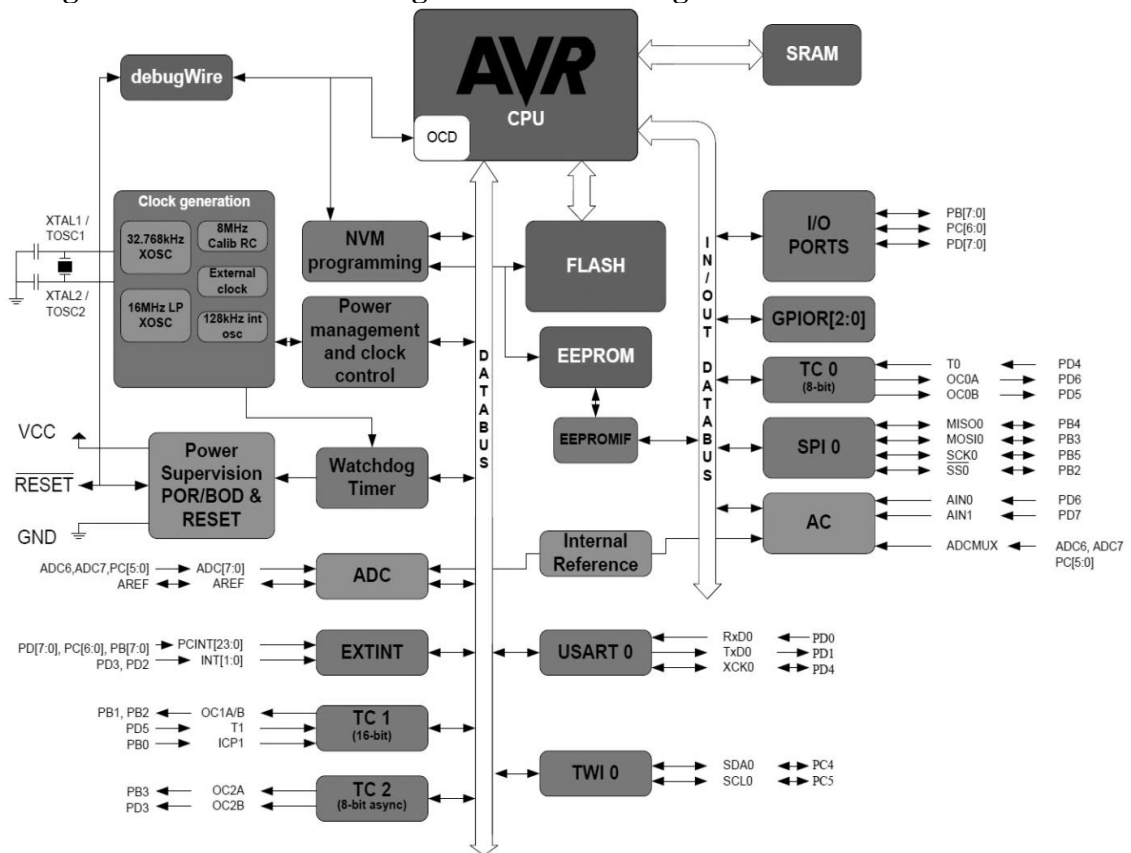 AVR
CPU
OCD
SRAM
debugWire
Clock generation
XTAL1 /
TOSC1
32.768kHz
XOSC
8MHz
Calib RC
External
clock
XTAL2 /
TOSC2
16MHz LP
XOSC
128kHz int
osc
NVM
programming
FLASH
Power
management
and clock
control
EEPROM
EEPROMIF
I/O
PORTS
PB[7:0]
PC[6:0]
PD[7:0]
GPIOR[2:0]
IN/OUT
DATABUS
DATABUS
TC 0
(8-bit)
T0 PD4
OC0A PD6
OC0B PD5
SPI 0
MISO0 PB4
MOSI0 PB3
SCK0 PB5
SS0 PB2
AC
AIN0 PD6
AIN1 PD7
ADCMUX ADC6, ADC7
PC[5:0]
VCC
RESET
GND
Power
Supervision
POR/BOD &
RESET
Watchdog
Timer
Internal
Reference
ADC6,ADC7,PC[5:0] ADC[7:0]
AREF AREF
ADC
PD[7:0], PC[6:0], PB[7:0] PCINT[23:0]
PD3, PD2 INT[1:0]
EXTINT
USART 0
RxD0 PD0
TxD0 PD1
XCK0 PD4
PB1, PB2 OC1A/B
PD5 T1
PB0 ICP1
TC 1
(16-bit)
TWI 0
SDA0 PC4
SCL0 PC5
PB3 OC2A
PD3 OC2B
TC 2
(8-bit async)